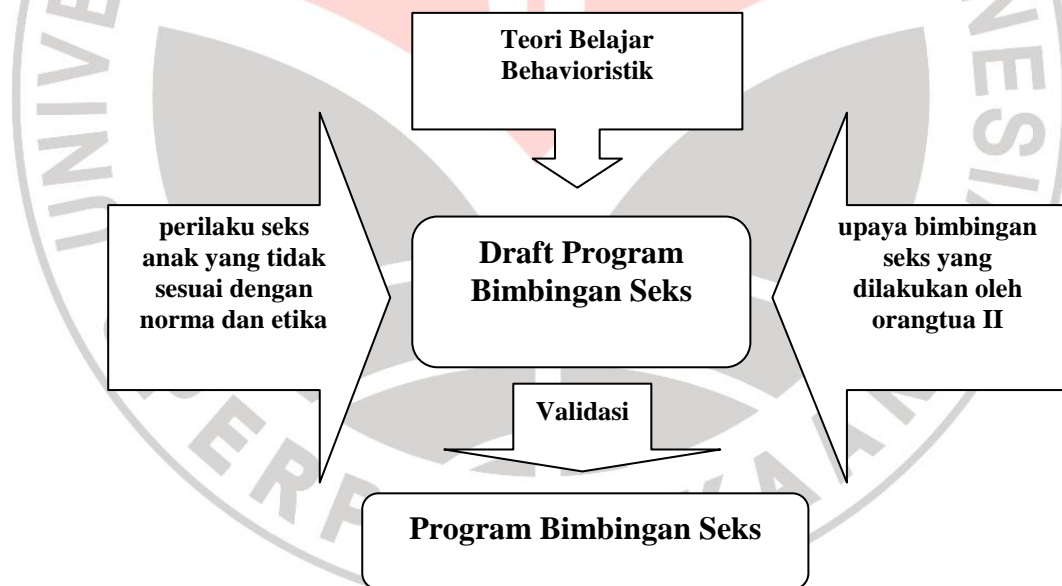 Teori Belajar
Behavioristik
perilaku seks
anak yang tidak
sesuai dengan
norma dan etika
Draft Program
Bimbingan Seks
upaya bimbingan
seks yang
dilakukan oleh
orangtua II
Validasi
Program Bimbingan Seks